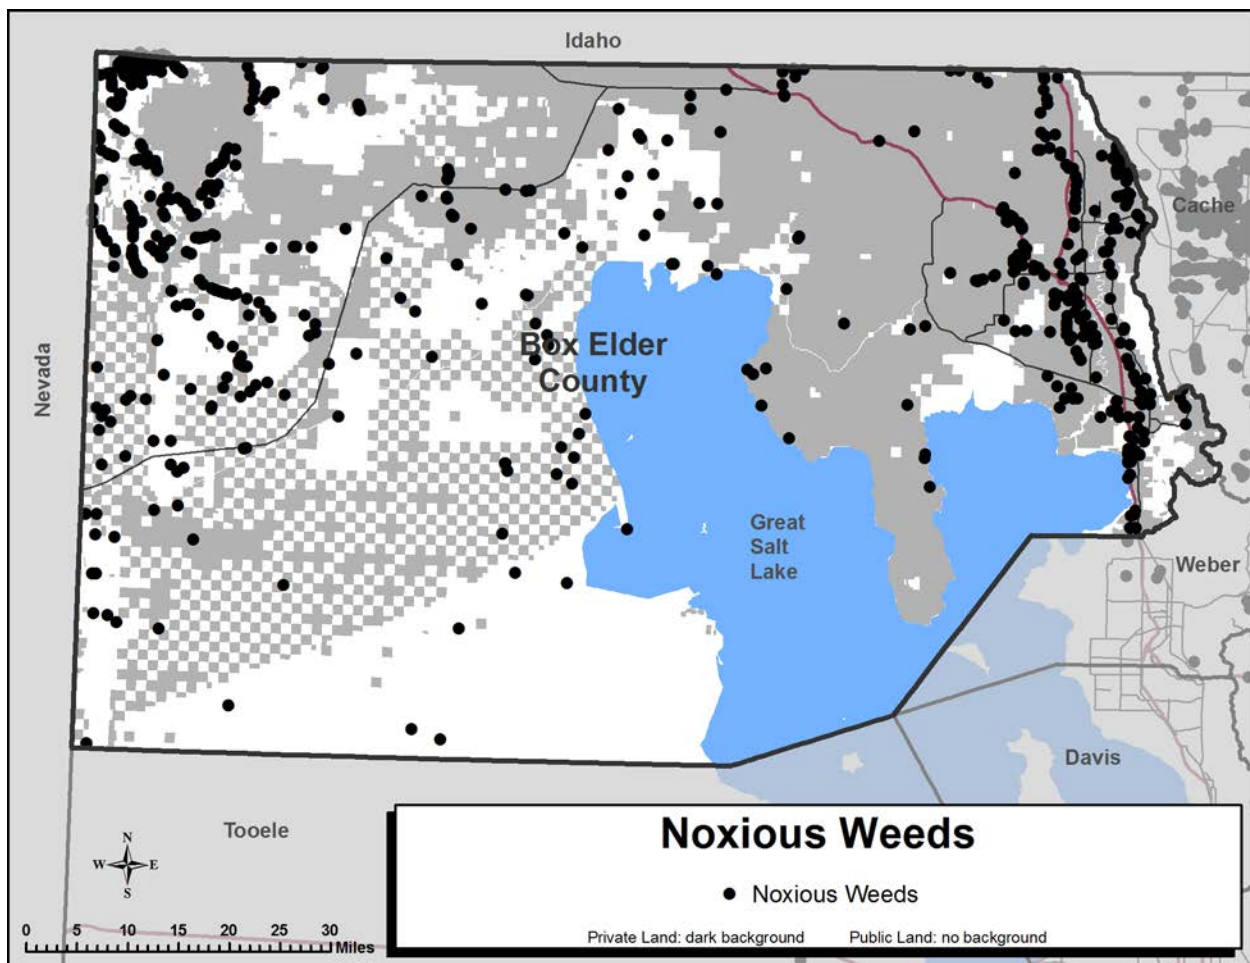 Idaho
Cache
Nevada
Box Elder
County
Great
Salt
Lake
Weber
Davis
Tooele
N
W E
S
0 5 10 15 20 25 30
Miles
Noxious Weeds
Noxious Weeds
Private Land: dark background Public Land: no background